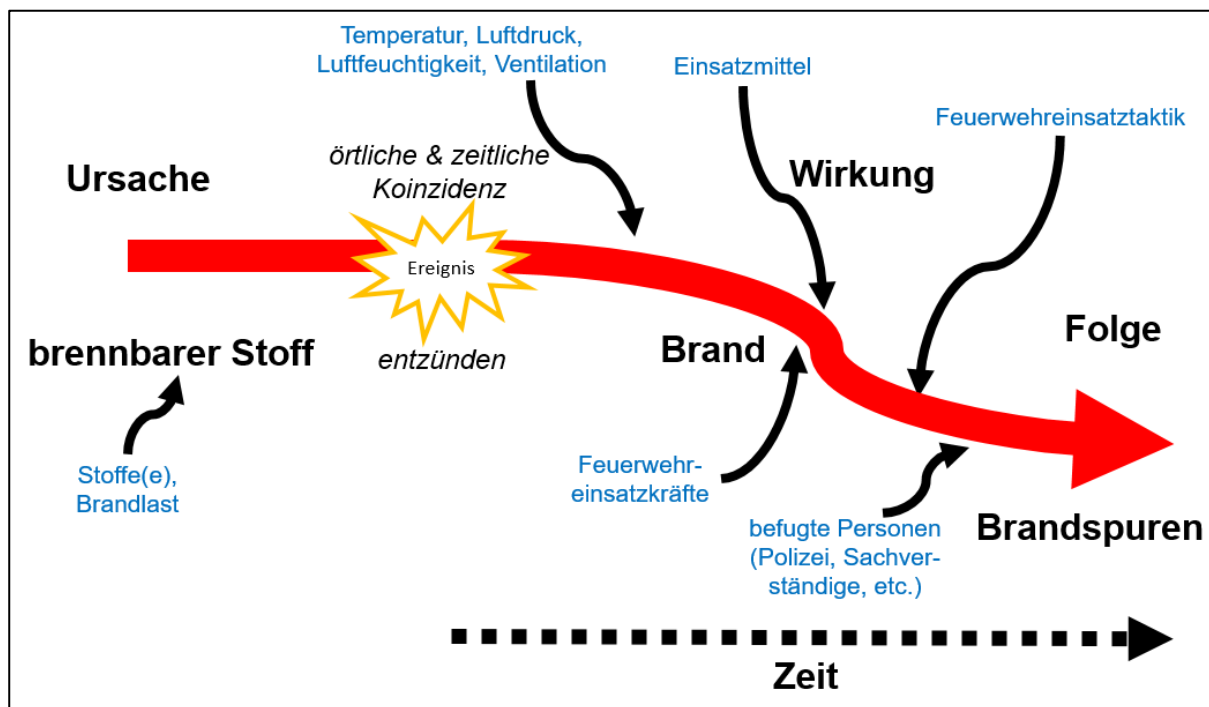 Temperatur, Luftdruck,
Luftfeuchtigkeit, Ventilation
Einsatzmittel
Feuerwehreinsatztaktik
örtliche & zeitliche
Koinzidenz
Ursache
Wirkung
Ereignis
brennbarer Stoff
entzünden
Brand
Folge
Stoffe(e),
Brandlast
Feuerwehr-
einsatzkräfte
befugte Personen
(Polizei, Sachver-
ständige, etc.)
Brandspuren
Zeit